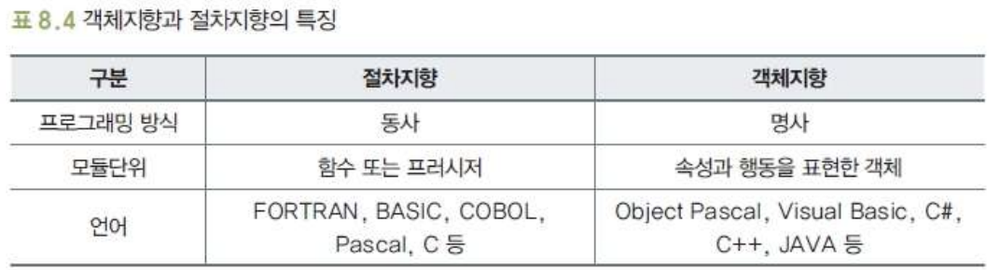 표 8.4 객체지향과 절차지향의 특징
구분 절차지향 객체지향
프로그래밍 방식 동사 명사
모듈단위 함수 또는 프러시저 속성과 행동을 표현한 객체
언어 FORTRAN, BASIC, COBOL, Object Pascal, Visual Basic, C#,
Pascal, C 등 C++, JAVA 등